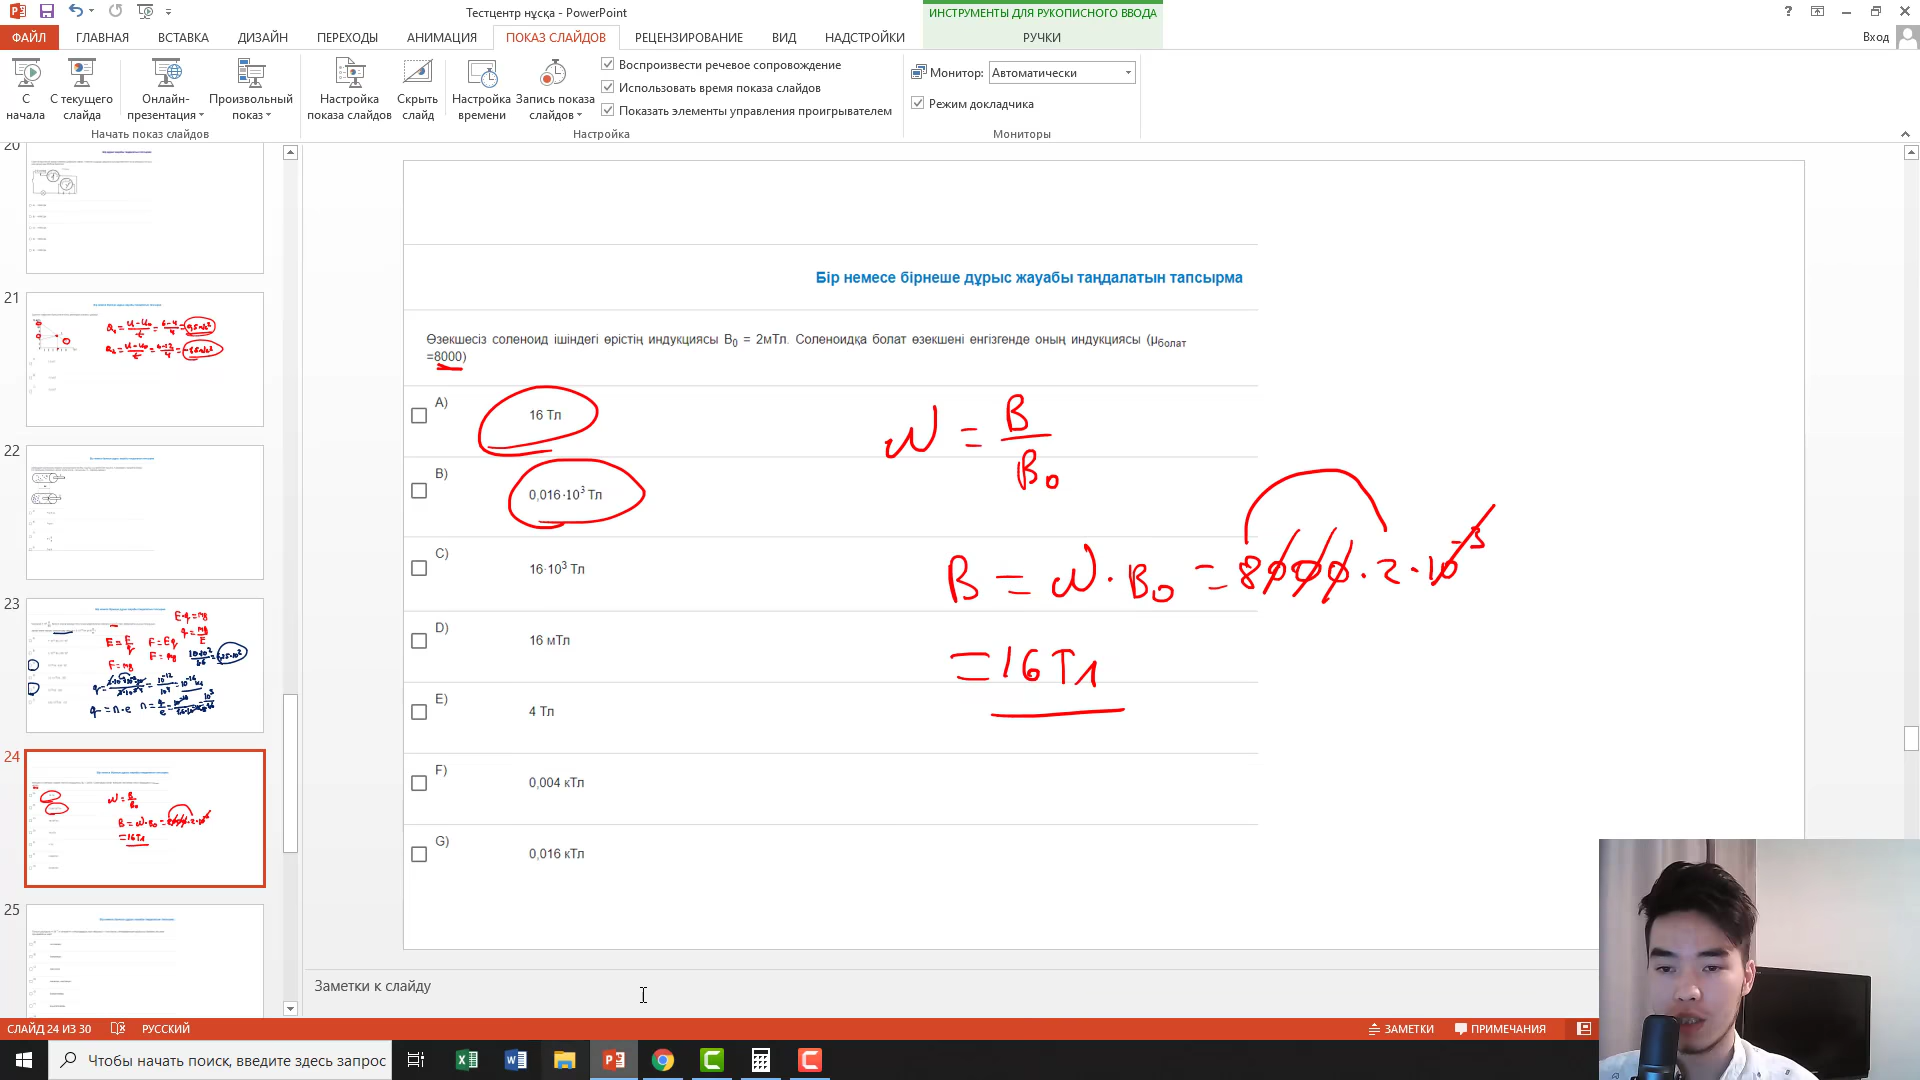 Тестцентр нұсқа - PowerPoint
ИНСТРУМЕНТЫ ДЛЯ РУКОПИСНОГО ВВОДА
ФАЙЛ ГЛАВНАЯ ВСТАВКА ДИЗАЙН ПЕРЕХОДЫ АНИМАЦИЯ ПОКАЗ СЛАЙДОВ РЕЦЕНЗИРОВАНИЕ ВИД НАДСТРОЙКИ РУЧКИ Вход
С начала
С текущего слайда
Онлайн-презентация
Произвольный показ
Начать показ слайдов
Настройка показа слайдов
Скрыть слайд
Настройка времени
Запись показа слайдов
Воспроизвести речевое сопровождение
Использовать время показа слайдов
Показать элементы управления проигрывателем
Настройка
Монитор: Автоматически
Режим докладчика
Мониторы
20
21
22
23
24
25
Бір немесе бірнеше дұрыс жауабы таңдалатын тапсырма
Өзекшесіз соленоид ішіндегі өрістің индукциясы B₀ = 2мТл. Соленоидқа болат өзекшені енгізгенде оның индукциясы (μболат
=8000)
A) 16 Тл
B) 0,016·10³ Тл
C) 16·10³ Тл
D) 16 мТл
E) 4 Тл
F) 0,004 кТл
G) 0,016 кТл
μ = B/B₀
B = μ · B₀ = 8000 · 2 · 10⁻³
= 16 Тл
Заметки к слайду
СЛАЙД 24 ИЗ 30 РУССКИЙ ЗАМЕТКИ ПРИМЕЧАНИЯ
Чтобы начать поиск, введите здесь запрос